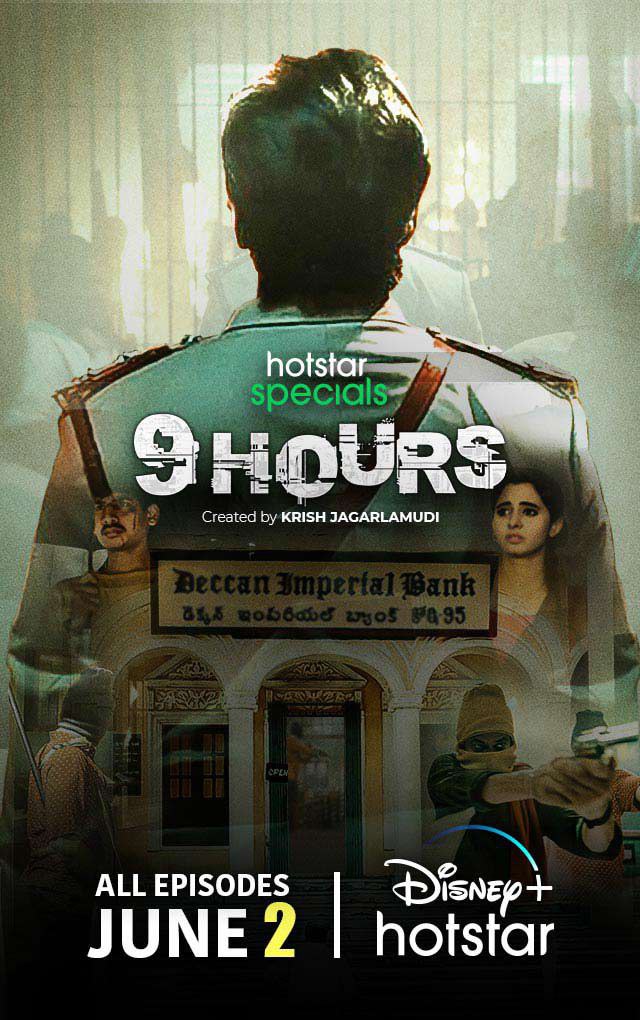 hotstar
specials
9 HOURS
Created by KRISH JAGARLAMUDI
Deccan Imperial Bank
డెక్కన్ ఇంపీరియల్ బ్యాంక్ కోఠి-95
OPEN
ALL EPISODES
JUNE 2
Disney+
hotstar